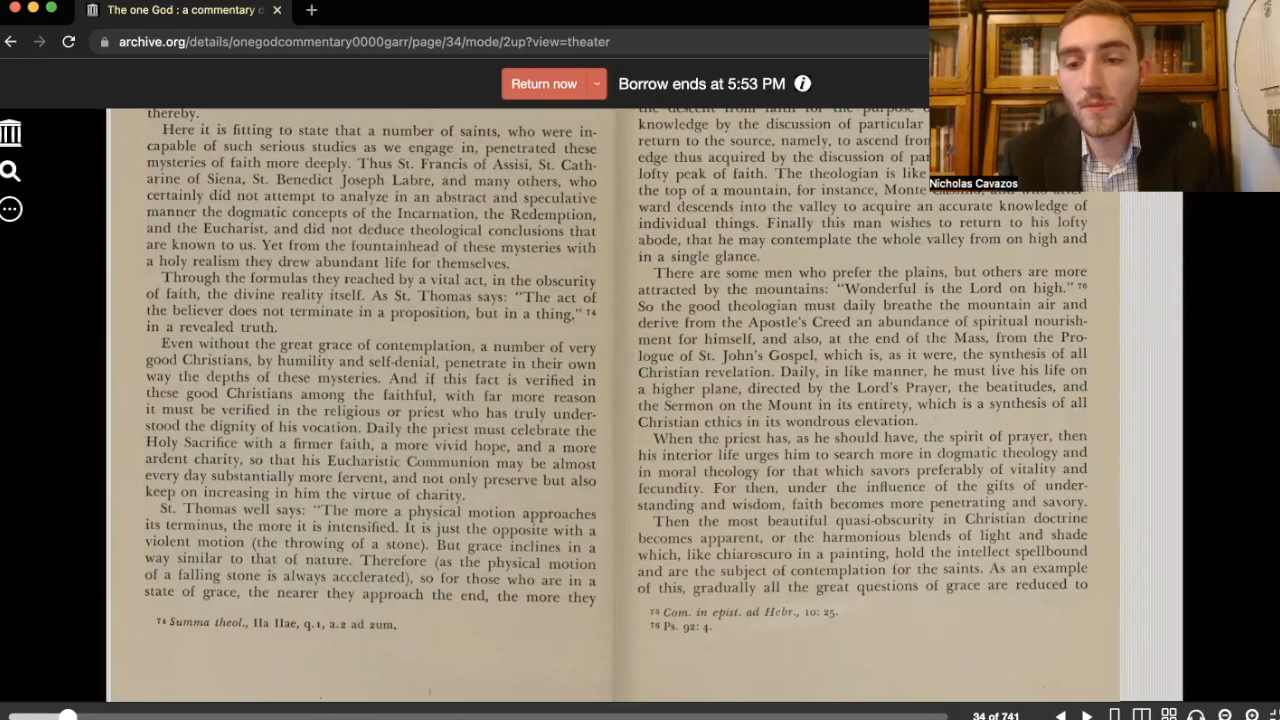 The one God : a commentary o
archive.org/details/onegodcommentary0000garr/page/34/mode/2up?view=theater
Return now
Borrow ends at 5:53 PM
Nicholas Cavazos
thereby.
Here it is fitting to state that a number of saints, who were in-
capable of such serious studies as we engage in, penetrated these
mysteries of faith more deeply. Thus St. Francis of Assisi, St. Cath-
arine of Siena, St. Benedict Joseph Labre, and many others, who
certainly did not attempt to analyze in an abstract and speculative
manner the dogmatic concepts of the Incarnation, the Redemption,
and the Eucharist, and did not deduce theological conclusions that
are known to us. Yet from the fountainhead of these mysteries with
a holy realism they drew abundant life for themselves.
Through the formulas they reached by a vital act, in the obscurity
of faith, the divine reality itself. As St. Thomas says: "The act of
the believer does not terminate in a proposition, but in a thing," 74
in a revealed truth.
Even without the great grace of contemplation, a number of very
good Christians, by humility and self-denial, penetrate in their own
way the depths of these mysteries. And if this fact is verified in
these good Christians among the faithful, with far more reason
it must be verified in the religious or priest who has truly under-
stood the dignity of his vocation. Daily the priest must celebrate the
Holy Sacrifice with a firmer faith, a more vivid hope, and a more
ardent charity, so that his Eucharistic Communion may be almost
every day substantially more fervent, and not only preserve but also
keep on increasing in him the virtue of charity.
St. Thomas well says: "The more a physical motion approaches
its terminus, the more it is intensified. It is just the opposite with a
violent motion (the throwing of a stone). But grace inclines in a
way similar to that of nature. Therefore (as the physical motion
of a falling stone is always accelerated), so for those who are in a
state of grace, the nearer they approach the end, the more they
74 Summa theol., IIa IIae, q.1, a.2 ad 2um,
the descent from faith for the purpose
knowledge by the discussion of particular
return to the source, namely, to ascend from
edge thus acquired by the discussion of par
lofty peak of faith. The theologian is like
the top of a mountain, for instance, Monte
ward descends into the valley to acquire an accurate knowledge of
individual things. Finally this man wishes to return to his lofty
abode, that he may contemplate the whole valley from on high and
in a single glance.
There are some men who prefer the plains, but others are more
attracted by the mountains: "Wonderful is the Lord on high." 76
So the good theologian must daily breathe the mountain air and
derive from the Apostle's Creed an abundance of spiritual nourish-
ment for himself, and also, at the end of the Mass, from the Pro-
logue of St. John's Gospel, which is, as it were, the synthesis of all
Christian revelation. Daily, in like manner, he must live his life on
a higher plane, directed by the Lord's Prayer, the beatitudes, and
the Sermon on the Mount in its entirety, which is a synthesis of all
Christian ethics in its wondrous elevation.
When the priest has, as he should have, the spirit of prayer, then
his interior life urges him to search more in dogmatic theology and
in moral theology for that which savors preferably of vitality and
fecundity. For then, under the influence of the gifts of under-
standing and wisdom, faith becomes more penetrating and savory.
Then the most beautiful quasi-obscurity in Christian doctrine
becomes apparent, or the harmonious blends of light and shade
which, like chiaroscuro in a painting, hold the intellect spellbound
and are the subject of contemplation for the saints. As an example
of this, gradually all the great questions of grace are reduced to
75 Com. in epist. ad Hebr., 10: 25.
76 Ps. 92: 4.
34 of 741